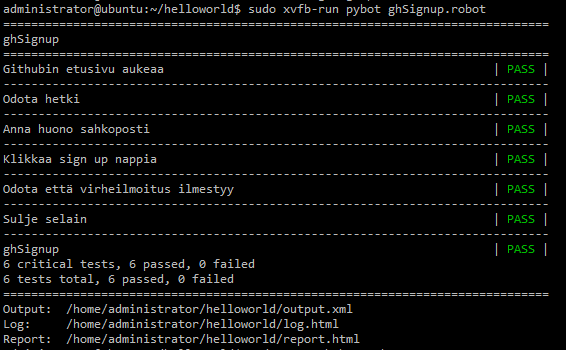 administrator@ubuntu:~/helloworld$ sudo xvfb-run pybot ghSignup.robot
==============================================================================
ghSignup
==============================================================================
Githubin etusivu aukeaa | PASS |
------------------------------------------------------------------------------
Odota hetki | PASS |
------------------------------------------------------------------------------
Anna huono sahkoposti | PASS |
------------------------------------------------------------------------------
Klikkaa sign up nappia | PASS |
------------------------------------------------------------------------------
Odota että virheilmoitus ilmestyy | PASS |
------------------------------------------------------------------------------
Sulje selain | PASS |
------------------------------------------------------------------------------
ghSignup | PASS |
6 critical tests, 6 passed, 0 failed
6 tests total, 6 passed, 0 failed
==============================================================================
Output:  /home/administrator/helloworld/output.xml
Log:     /home/administrator/helloworld/log.html
Report:  /home/administrator/helloworld/report.html